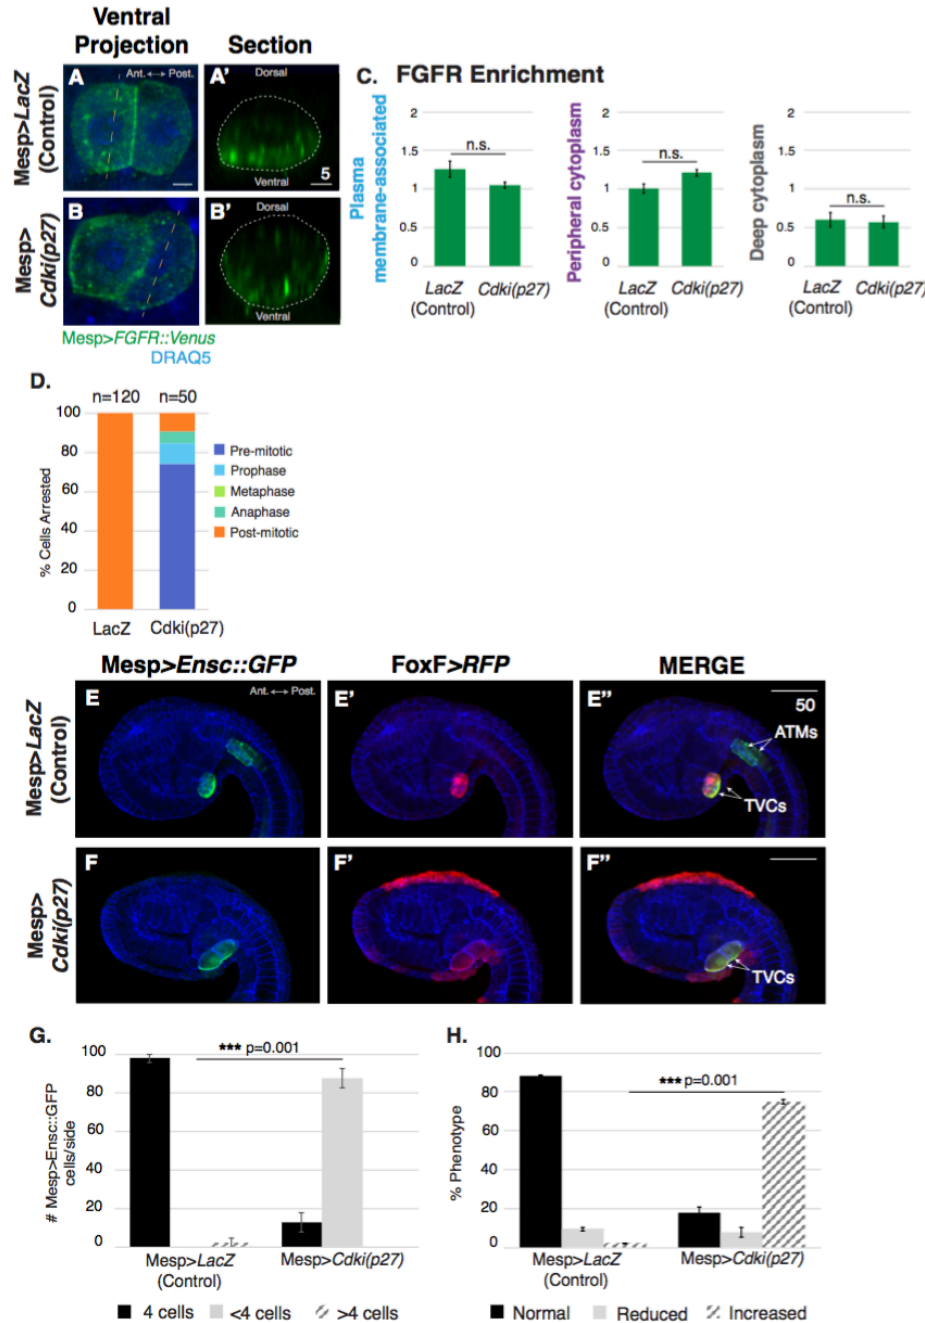 Ventral
Projection
Section
Mesp>LacZ
(Control)
A
Ant. ←→ Post.
A'
Dorsal
Ventral
5
Mesp>
Cdki(p27)
B
B'
Dorsal
Ventral
Mesp>FGFR::Venus
DRAQ5
C. FGFR Enrichment
Plasma
membrane-associated
2
1.5
1
0.5
0
n.s.
LacZ
(Control)
Cdki(p27)
Peripheral cytoplasm
2
1.5
1
0.5
0
n.s.
LacZ
(Control)
Cdki(p27)
Deep cytoplasm
2
1.5
1
0.5
0
n.s.
LacZ
(Control)
Cdki(p27)
D.
n=120
n=50
% Cells Arrested
100
80
60
40
20
0
LacZ
Cdki(p27)
Pre-mitotic
Prophase
Metaphase
Anaphase
Post-mitotic
Mesp>Ensc::GFP
FoxF>RFP
MERGE
Mesp>LacZ
(Control)
E
Ant. ←→ Post.
E'
E"
50
ATMs
TVCs
Mesp>
Cdki(p27)
F
F'
F"
TVCs
G.
# Mesp>Ensc::GFP
cells/side
100
80
60
40
20
0
*** p=0.001
Mesp>LacZ
(Control)
Mesp>Cdki(p27)
4 cells
<4 cells
>4 cells
H.
% Phenotype
100
80
60
40
20
0
*** p=0.001
Mesp>LacZ
(Control)
Mesp>Cdki(p27)
Normal
Reduced
Increased